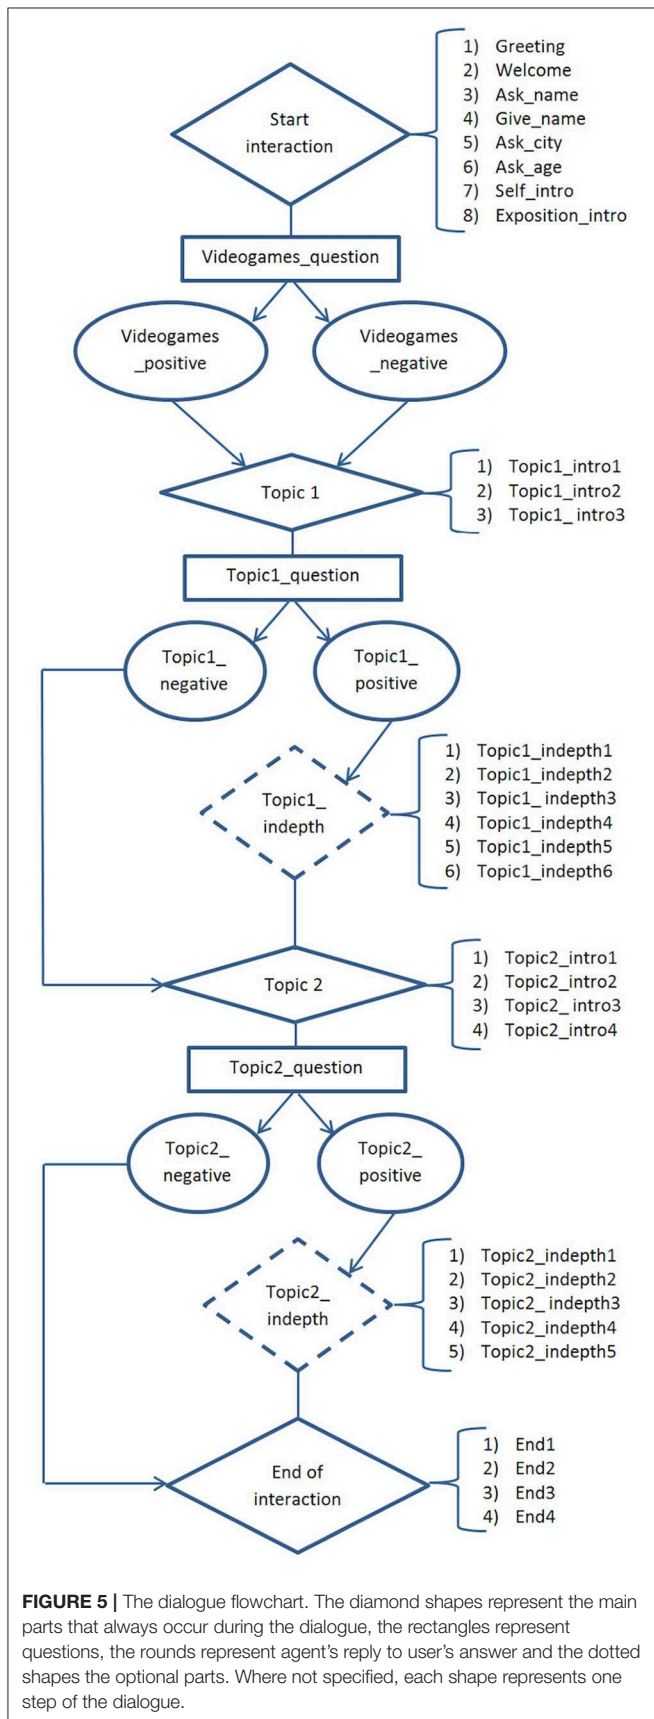 Start
interaction
1) Greeting
2) Welcome
3) Ask_name
4) Give_name
5) Ask_city
6) Ask_age
7) Self_intro
8) Exposition_intro
Videogames_question
Videogames
_positive
Videogames
_negative
Topic 1
1) Topic1_intro1
2) Topic1_intro2
3) Topic1_ intro3
Topic1_question
Topic1_
negative
Topic1_
positive
Topic1_
indepth
1) Topic1_indepth1
2) Topic1_indepth2
3) Topic1_ indepth3
4) Topic1_indepth4
5) Topic1_indepth5
6) Topic1_indepth6
Topic 2
1) Topic2_intro1
2) Topic2_intro2
3) Topic2_ intro3
4) Topic2_intro4
Topic2_question
Topic2_
negative
Topic2_
positive
Topic2_
indepth
1) Topic2_indepth1
2) Topic2_indepth2
3) Topic2_ indepth3
4) Topic2_indepth4
5) Topic2_indepth5
End of
interaction
1) End1
2) End2
3) End3
4) End4
FIGURE 5 | The dialogue flowchart. The diamond shapes represent the main
parts that always occur during the dialogue, the rectangles represent
questions, the rounds represent agent's reply to user's answer and the dotted
shapes the optional parts. Where not specified, each shape represents one
step of the dialogue.